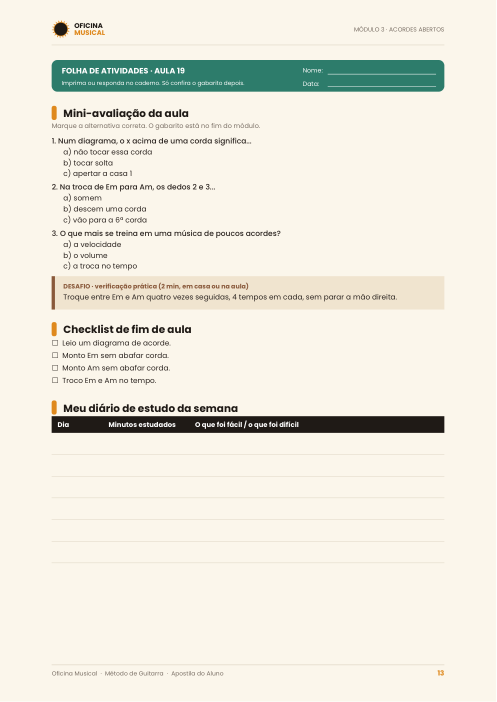 OFICINA
MUSICAL
MÓDULO 3 · ACORDES ABERTOS
FOLHA DE ATIVIDADES · AULA 19
Nome:
Imprima ou responda no caderno. Só confira o gabarito depois.
Data:
Mini-avaliação da aula
Marque a alternativa correta. O gabarito está no fim do módulo.
1. Num diagrama, o x acima de uma corda significa...
a) não tocar essa corda
b) tocar solta
c) apertar a casa 1
2. Na troca de Em para Am, os dedos 2 e 3...
a) somem
b) descem uma corda
c) vão para a 6ª corda
3. O que mais se treina em uma música de poucos acordes?
a) a velocidade
b) o volume
c) a troca no tempo
DESAFIO · verificação prática (2 min, em casa ou na aula)
Troque entre Em e Am quatro vezes seguidas, 4 tempos em cada, sem parar a mão direita.
Checklist de fim de aula
☐ Leio um diagrama de acorde.
☐ Monto Em sem abafar corda.
☐ Monto Am sem abafar corda.
☐ Troco Em e Am no tempo.
Meu diário de estudo da semana
Dia Minutos estudados O que foi fácil / o que foi difícil
Oficina Musical · Método de Guitarra · Apostila do Aluno
13